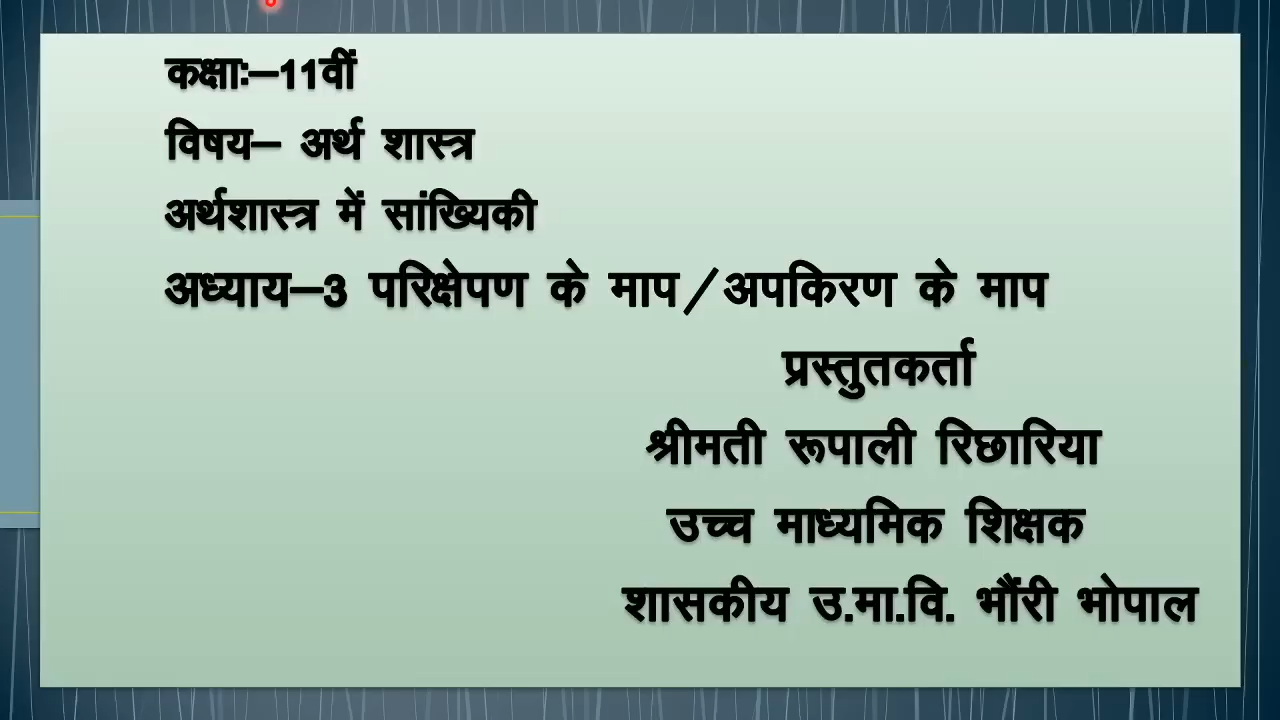 कक्षाः–11वीं
विषय– अर्थ शास्त्र
अर्थशास्त्र में सांख्यिकी
अध्याय–3 परिक्षेपण के माप/अपकिरण के माप
प्रस्तुतकर्ता
श्रीमती रूपाली रिछारिया
उच्च माध्यमिक शिक्षक
शासकीय उ.मा.वि. भौंरी भोपाल